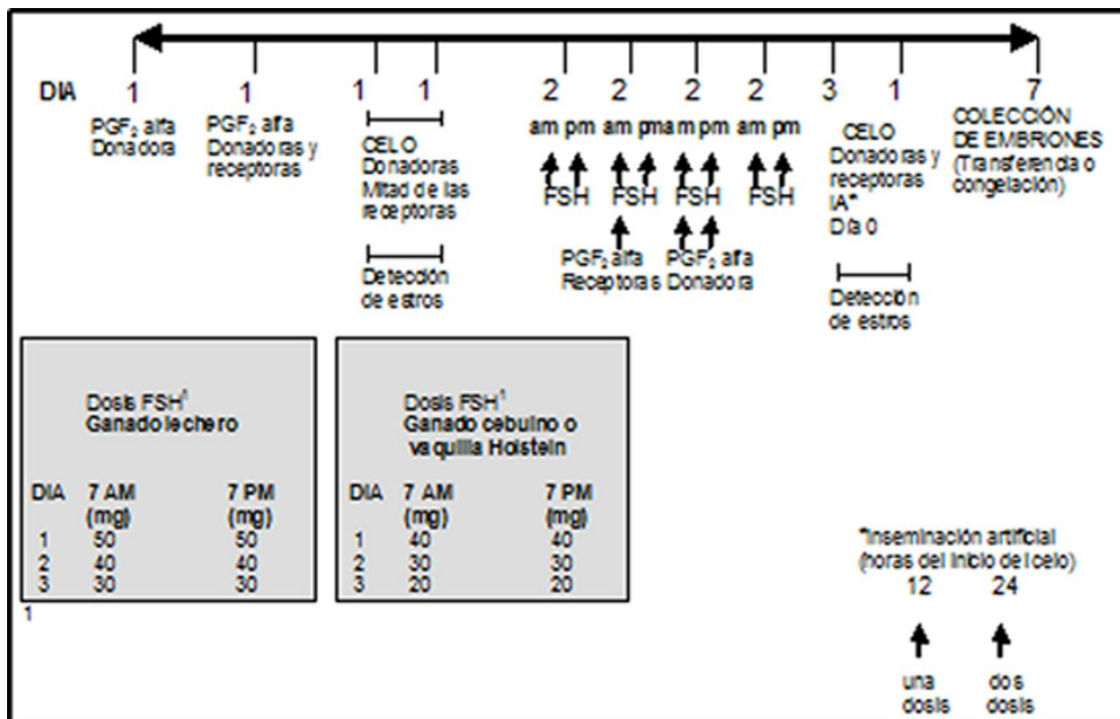 DIA 1 1 1 1 2 2 2 2 3 1 7
PGF₂ alfa
Donadora
PGF₂ alfa
Donadoras y
receptoras
CELO
Donadoras
Mitad de las
receptoras
Detección
de estros
am pm am pm am pm am pm
FSH FSH FSH FSH
PGF₂ alfa
Receptoras
PGF₂ alfa
Donadora
CELO
Donadoras y
receptoras
IA*
Día 0
Detección
de estros
COLECCIÓN
DE EMBRIONES
(Transferencia o
congelación)
Dosis FSH¹
Ganado lechero
DIA 7 AM 7 PM
(mg) (mg)
1 50 50
2 40 40
3 30 30
1
Dosis FSH¹
Ganado cebuino o
vaquilla Holstein
DIA 7 AM 7 PM
(mg) (mg)
1 40 40
2 30 30
3 20 20
*Inseminación artificial
(horas del inicio del celo)
12 24
una
dosis
dos
dosis